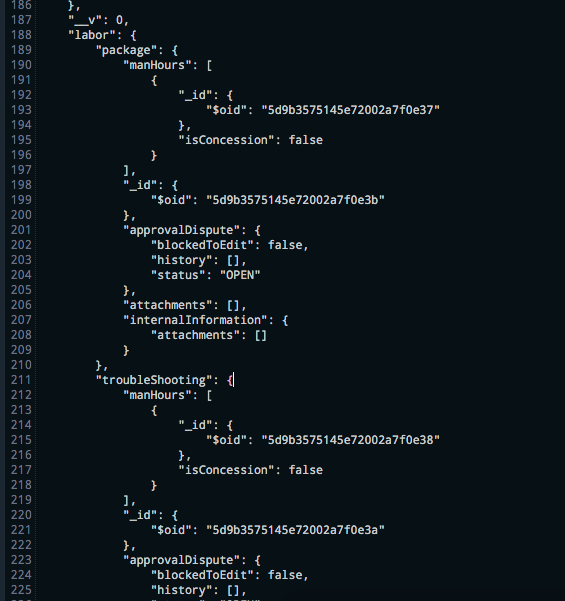 186 },
187 "__v": 0,
188 "labor": {
189 "package": {
190 "manHours": [
191 {
192 "_id": {
193 "$oid": "5d9b3575145e72002a7f0e37"
194 },
195 "isConcession": false
196 }
197 ],
198 "_id": {
199 "$oid": "5d9b3575145e72002a7f0e3b"
200 },
201 "approvalDispute": {
202 "blockedToEdit": false,
203 "history": [],
204 "status": "OPEN"
205 },
206 "attachments": [],
207 "internalInformation": {
208 "attachments": []
209 }
210 },
211 "troubleShooting": {
212 "manHours": [
213 {
214 "_id": {
215 "$oid": "5d9b3575145e72002a7f0e38"
216 },
217 "isConcession": false
218 }
219 ],
220 "_id": {
221 "$oid": "5d9b3575145e72002a7f0e3a"
222 },
223 "approvalDispute": {
224 "blockedToEdit": false,
225 "history": [],